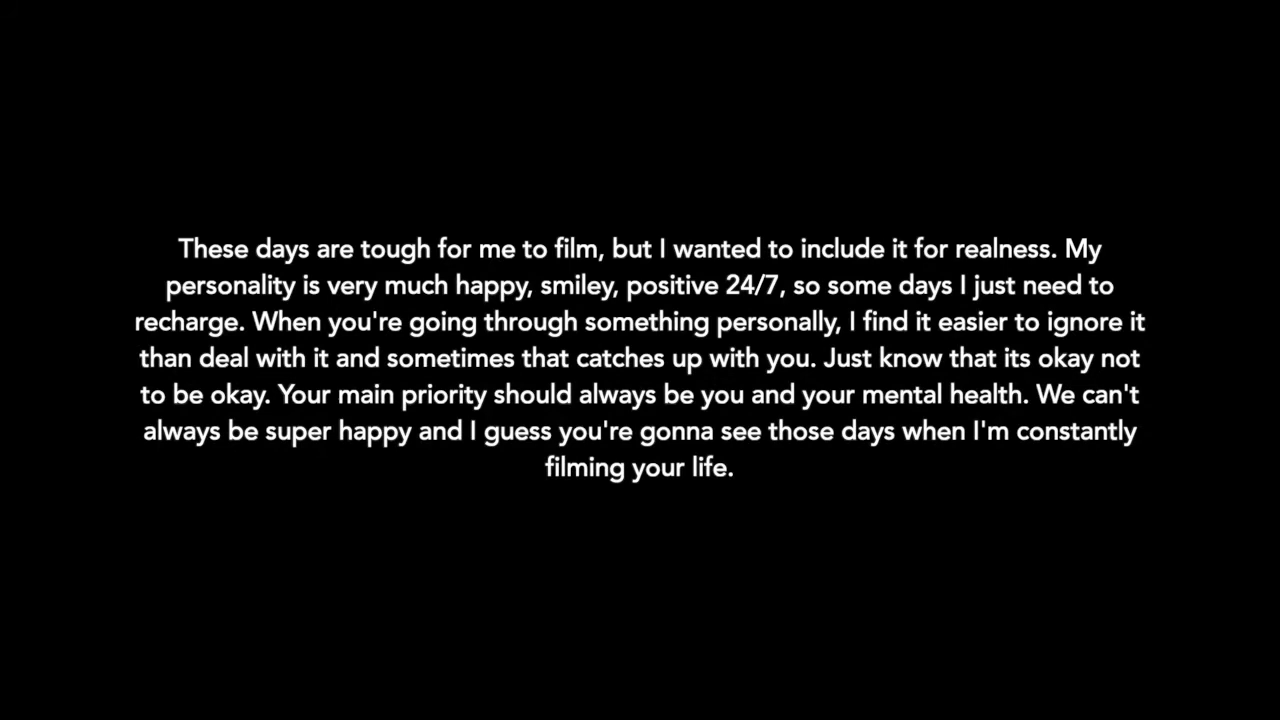 These days are tough for me to film, but I wanted to include it for realness. My
personality is very much happy, smiley, positive 24/7, so some days I just need to
recharge. When you're going through something personally, I find it easier to ignore it
than deal with it and sometimes that catches up with you. Just know that its okay not
to be okay. Your main priority should always be you and your mental health. We can't
always be super happy and I guess you're gonna see those days when I'm constantly
filming your life.